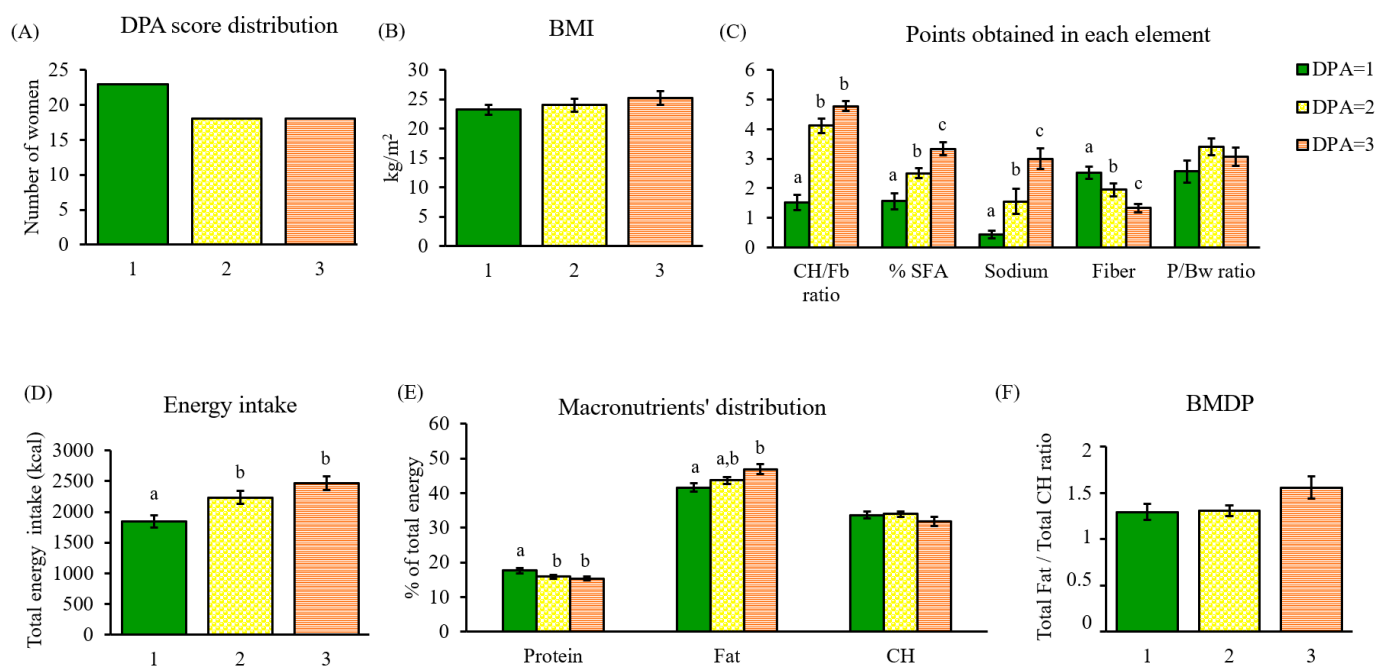 (A)
DPA score distribution
Number of women
25
20
15
10
5
0
1 2 3
(B)
BMI
kg/m²
30
25
20
15
10
5
0
1 2 3
(C)
Points obtained in each element
6
5
4
3
2
1
0
a b b
a b c
a b c
a b c
CH/Fb
ratio
% SFA
Sodium
Fiber
P/Bw ratio
DPA=1
DPA=2
DPA=3
(D)
Energy intake
Total energy intake (kcal)
3000
2500
2000
1500
1000
500
0
a b b
1 2 3
(E)
Macronutrients' distribution
% of total energy
60
50
40
30
20
10
0
a b b
a a,b b
Protein Fat CH
(F)
BMDP
Total Fat / Total CH ratio
2
1.5
1
0.5
0
1 2 3